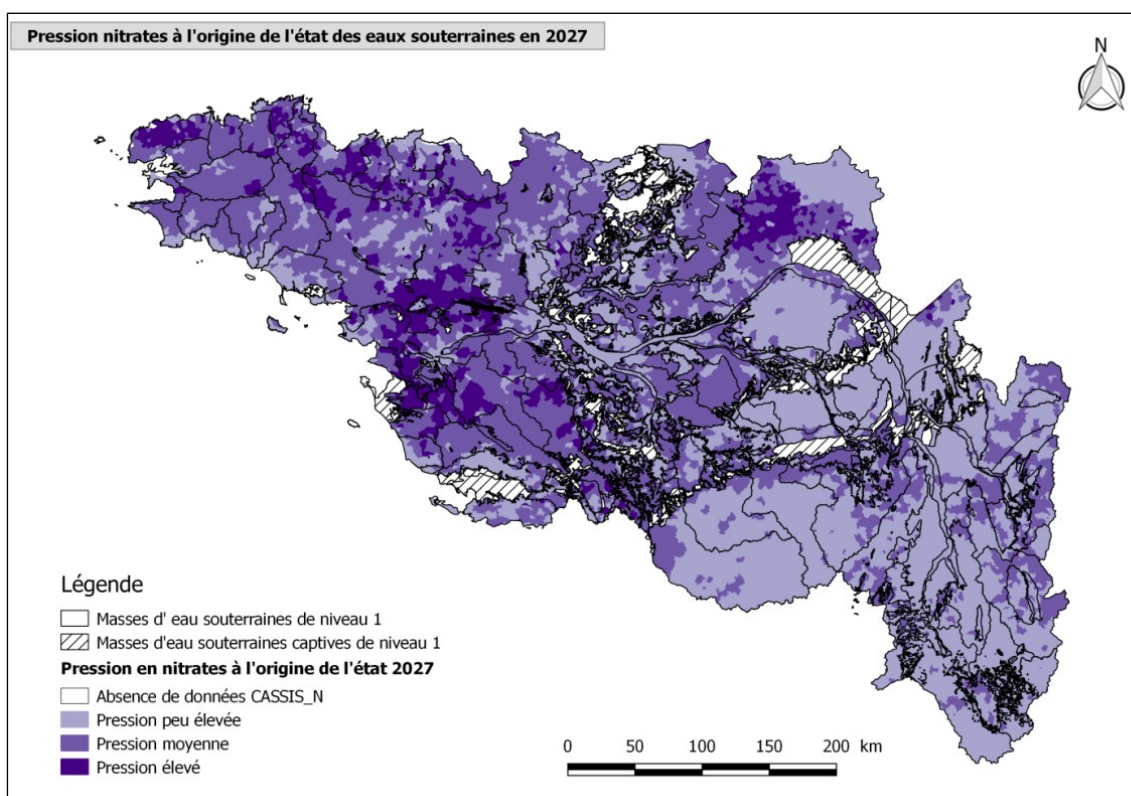 Pression nitrates à l'origine de l'état des eaux souterraines en 2027
N
Légende
Masses d' eau souterraines de niveau 1
Masses d'eau souterraines captives de niveau 1
Pression en nitrates à l'origine de l'état 2027
Absence de données CASSIS_N
Pression peu élevée
Pression moyenne
Pression élevé
0 50 100 150 200 km